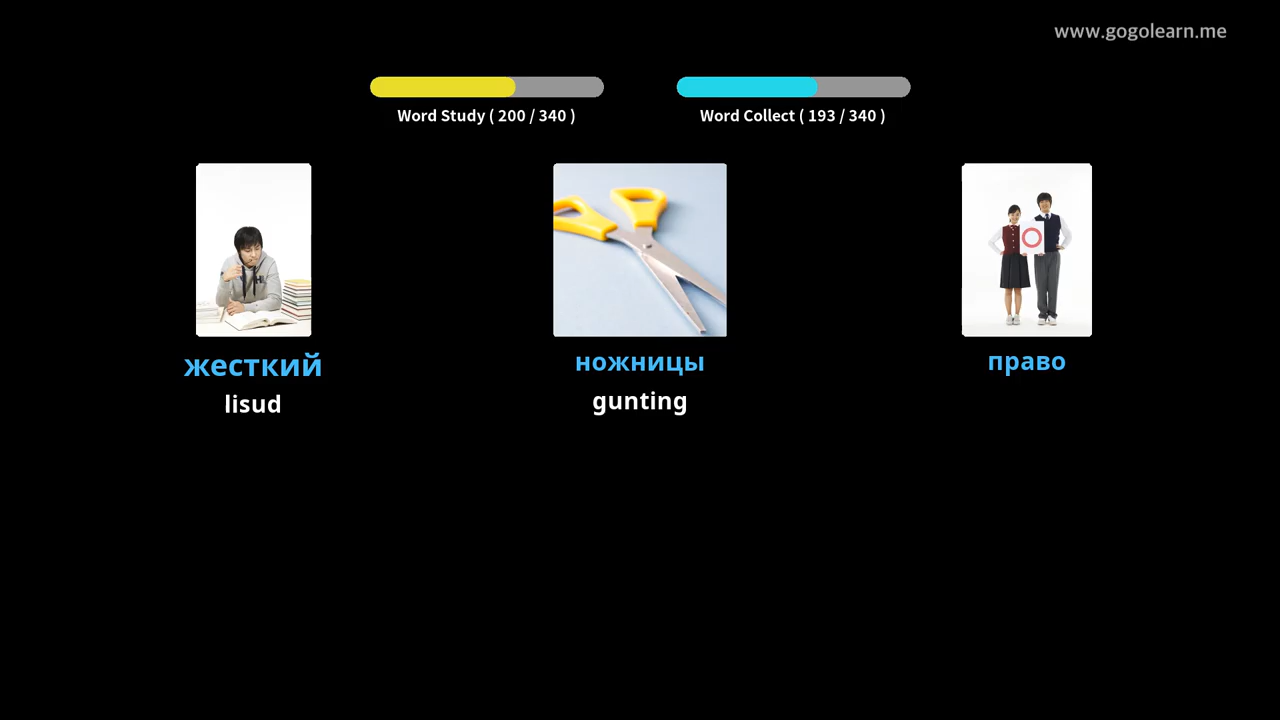 www.gogolearn.me
Word Study ( 200 / 340 )
Word Collect ( 193 / 340 )
жесткий
lisud
ножницы
gunting
право